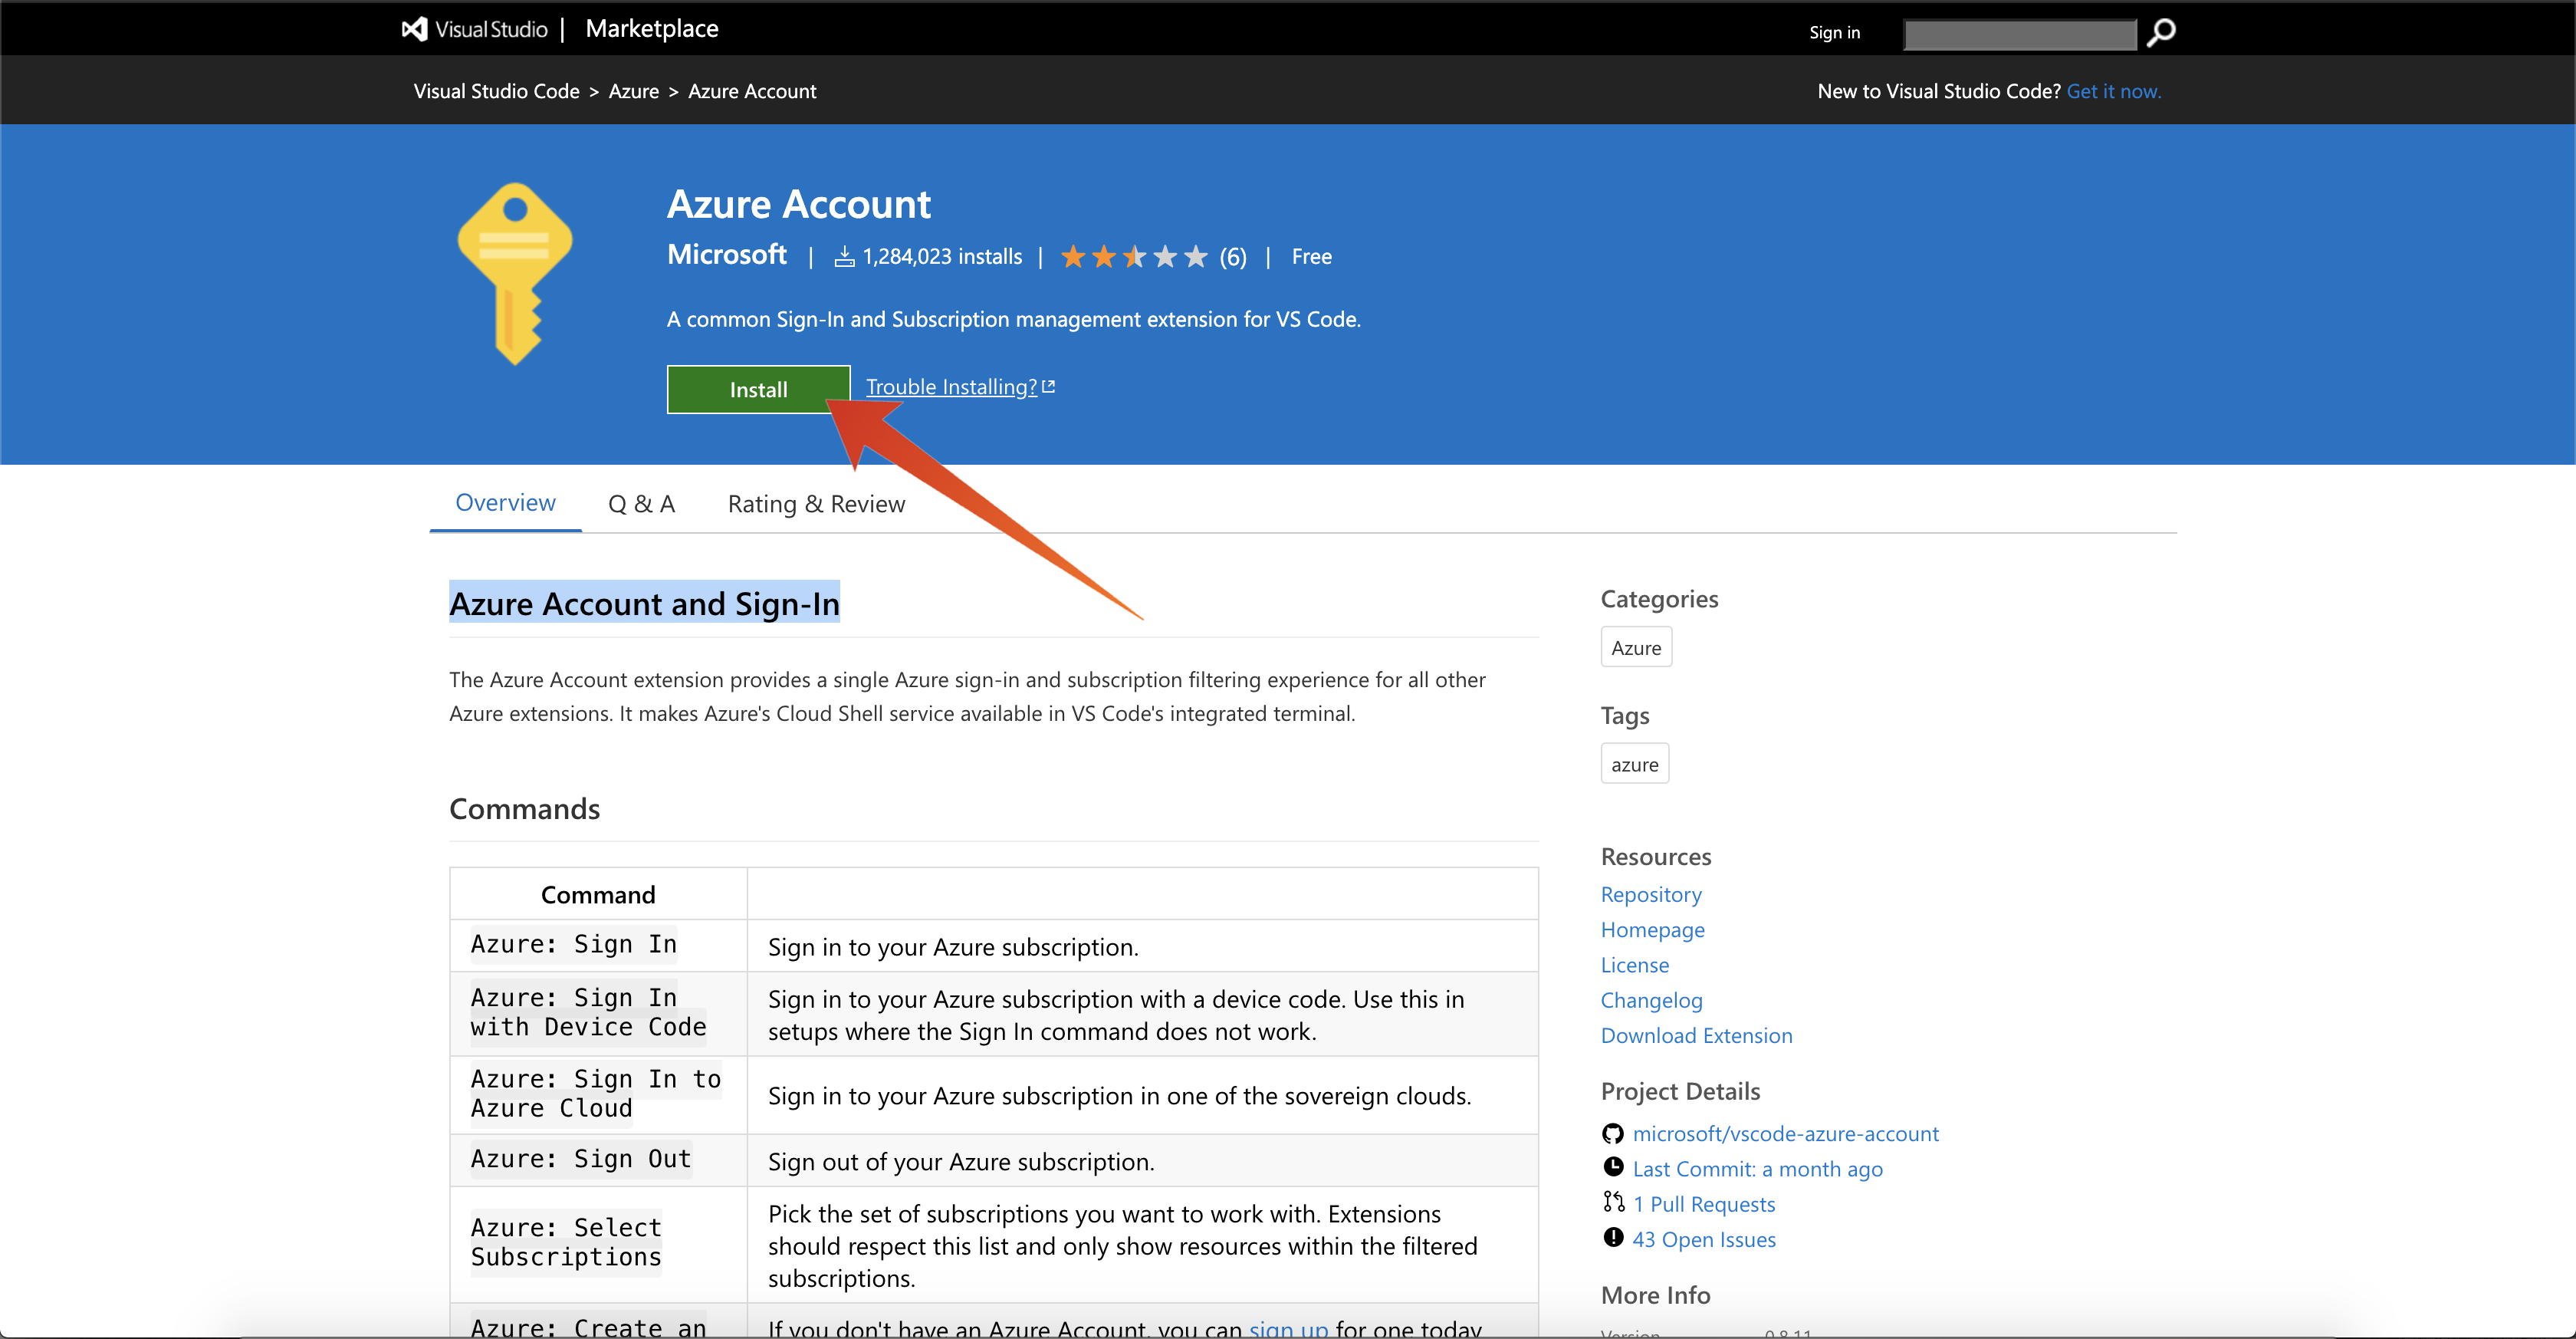 Visual Studio | Marketplace
Sign in
Visual Studio Code > Azure > Azure Account
New to Visual Studio Code? Get it now.
Azure Account
Microsoft | 1,284,023 installs | (6) | Free
A common Sign-In and Subscription management extension for VS Code.
Install
Trouble Installing?
Overview
Q & A
Rating & Review
Azure Account and Sign-In
The Azure Account extension provides a single Azure sign-in and subscription filtering experience for all other
Azure extensions. It makes Azure's Cloud Shell service available in VS Code's integrated terminal.
Commands
Command
Azure: Sign In
Sign in to your Azure subscription.
Azure: Sign In
with Device Code
Sign in to your Azure subscription with a device code. Use this in
setups where the Sign In command does not work.
Azure: Sign In to
Azure Cloud
Sign in to your Azure subscription in one of the sovereign clouds.
Azure: Sign Out
Sign out of your Azure subscription.
Azure: Select
Subscriptions
Pick the set of subscriptions you want to work with. Extensions
should respect this list and only show resources within the filtered
subscriptions.
Azure: Create an
If you don't have an Azure Account, you can sign up for one today
Categories
Azure
Tags
azure
Resources
Repository
Homepage
License
Changelog
Download Extension
Project Details
microsoft/vscode-azure-account
Last Commit: a month ago
1 Pull Requests
43 Open Issues
More Info
Version 0.8.11